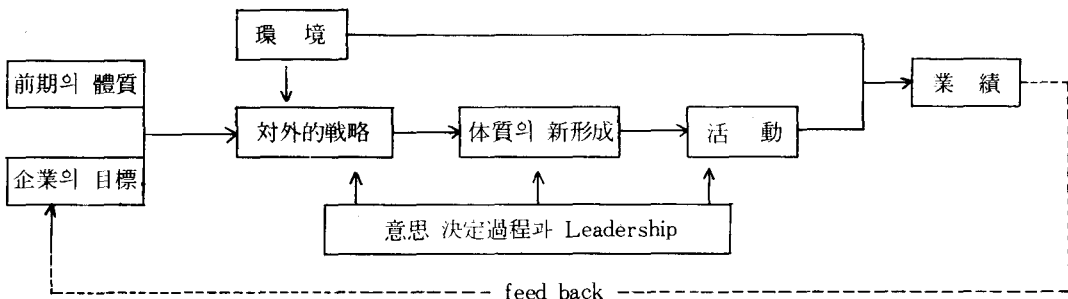 環境
前期의 體質
業績
対外的戦略
体質의 新形成
活動
企業의 目標
意思 決定過程과 Leadership
feed back